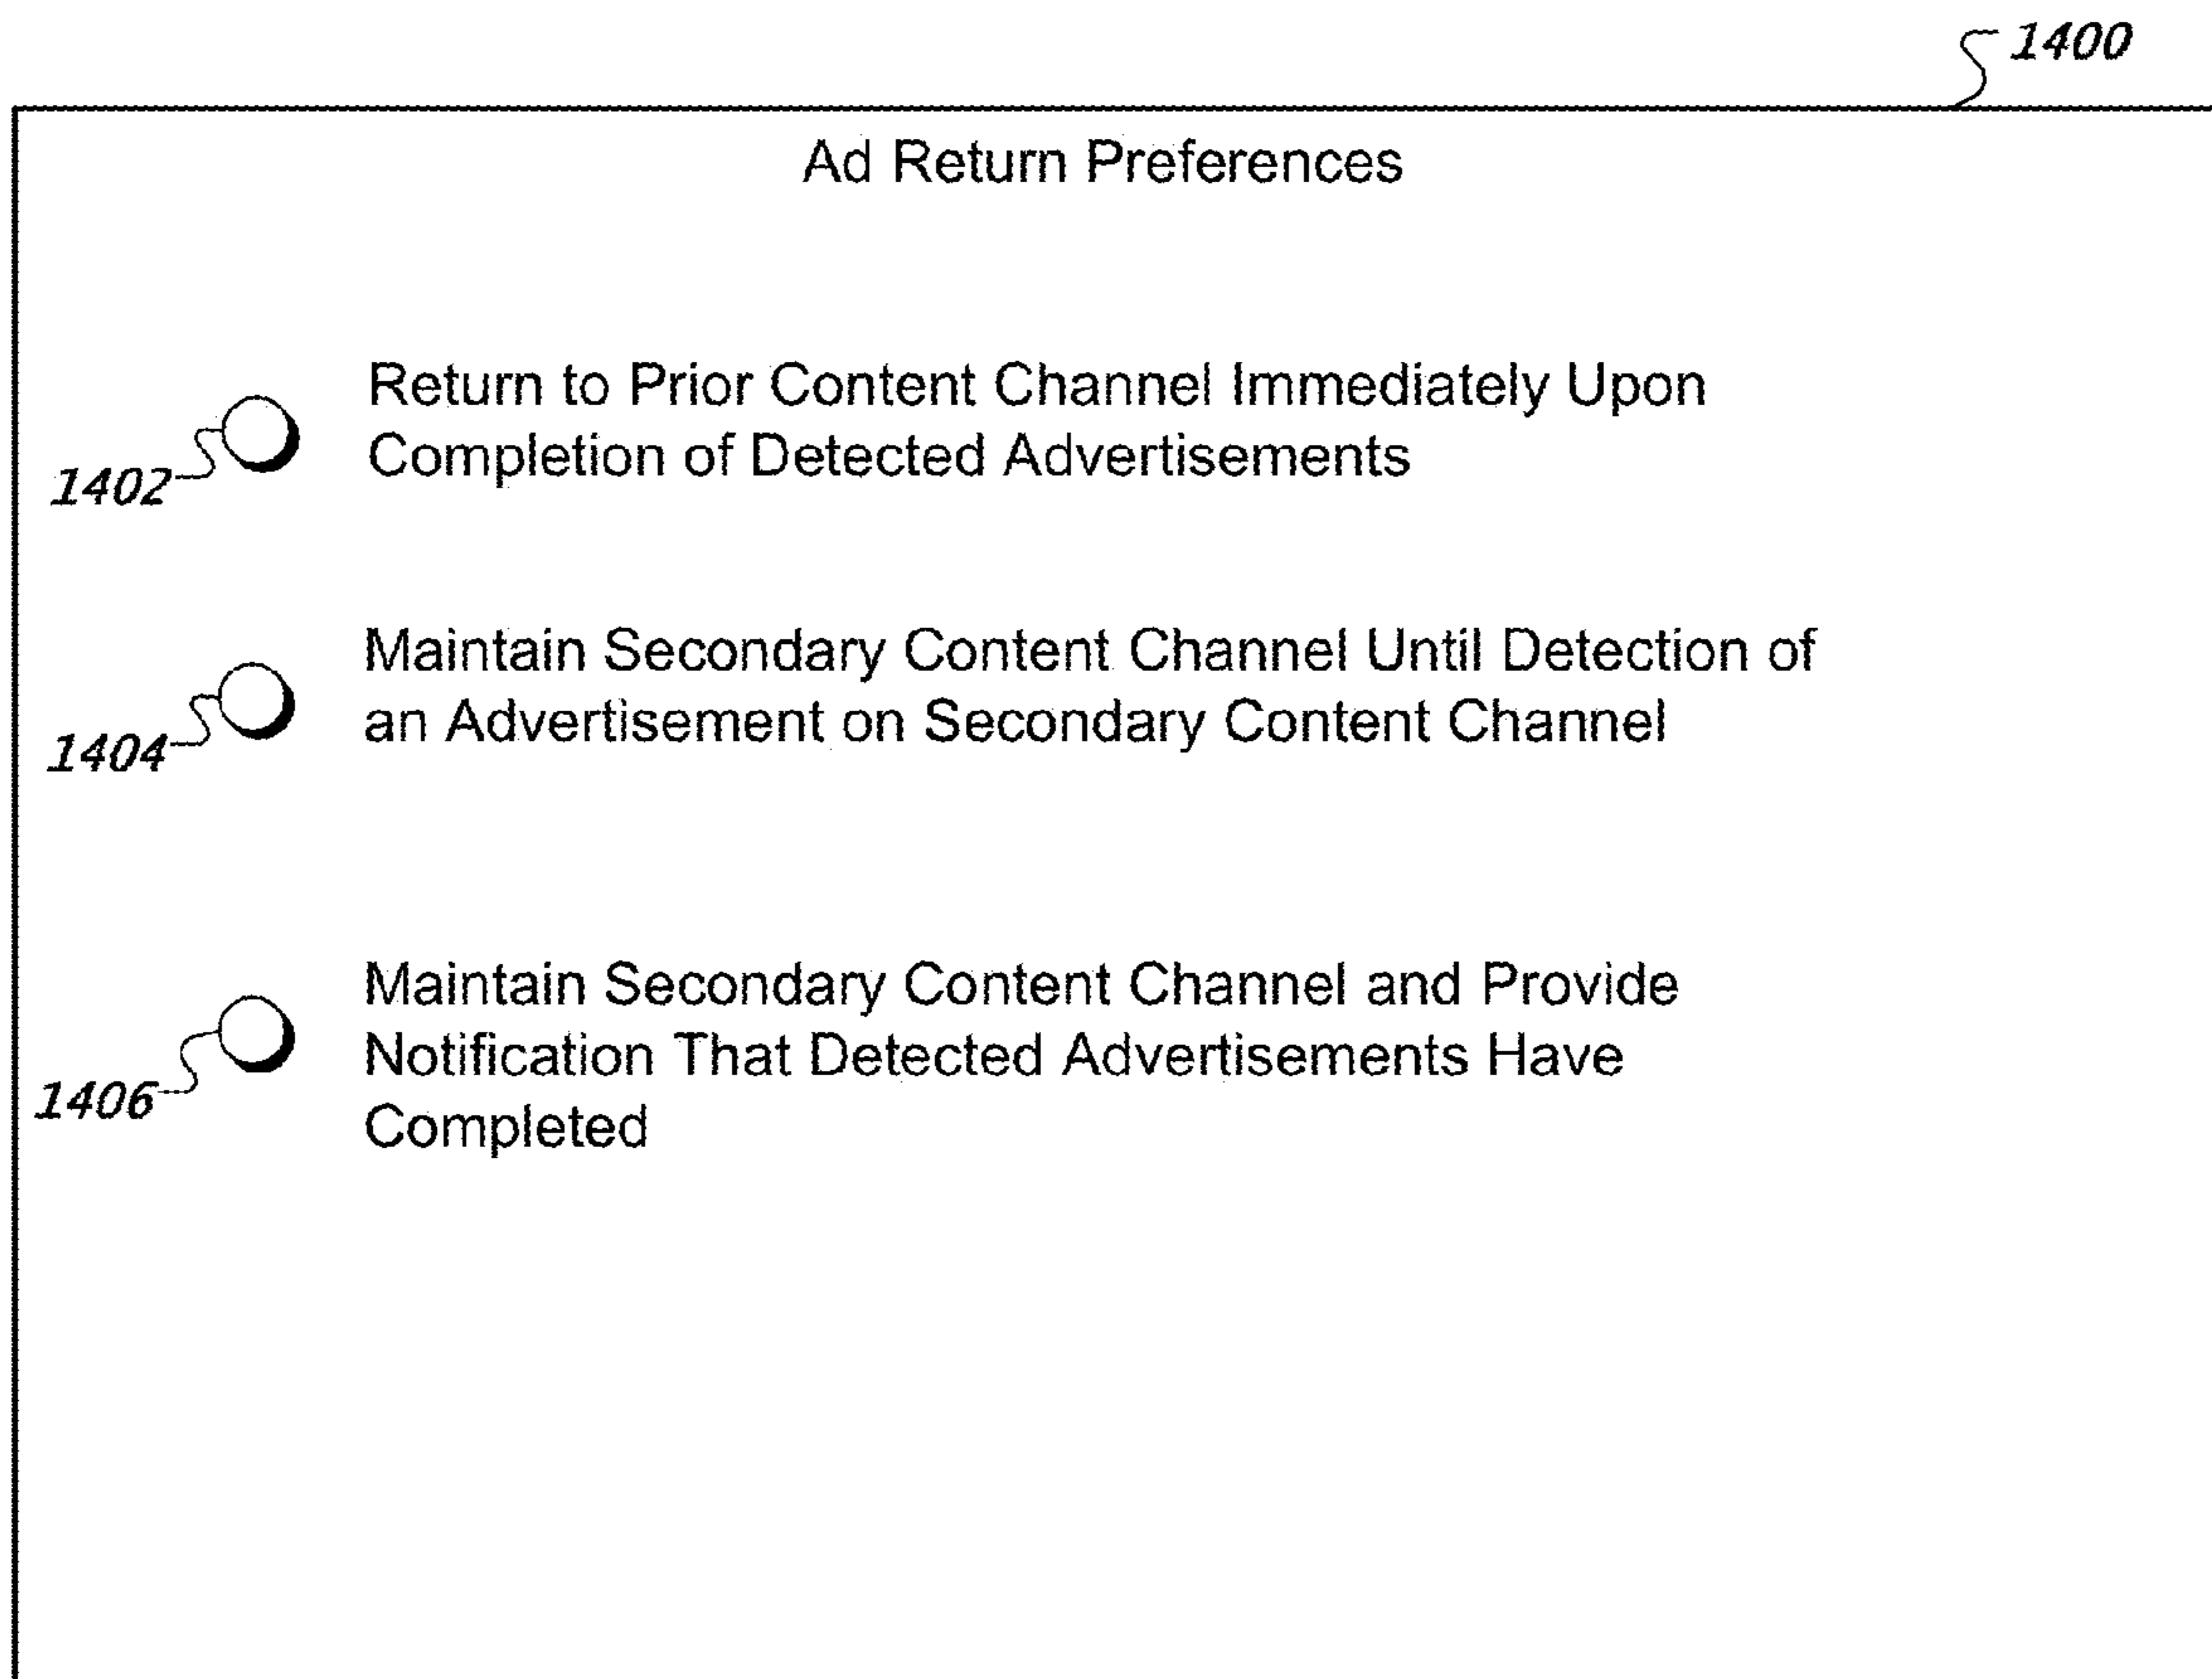 1400
Ad Return Preferences
Return to Prior Content Channel Immediately Upon
Completion of Detected Advertisements
1402
Maintain Secondary Content Channel Until Detection of
an Advertisement on Secondary Content Channel
1404
Maintain Secondary Content Channel and Provide
Notification That Detected Advertisements Have
1406
Completed